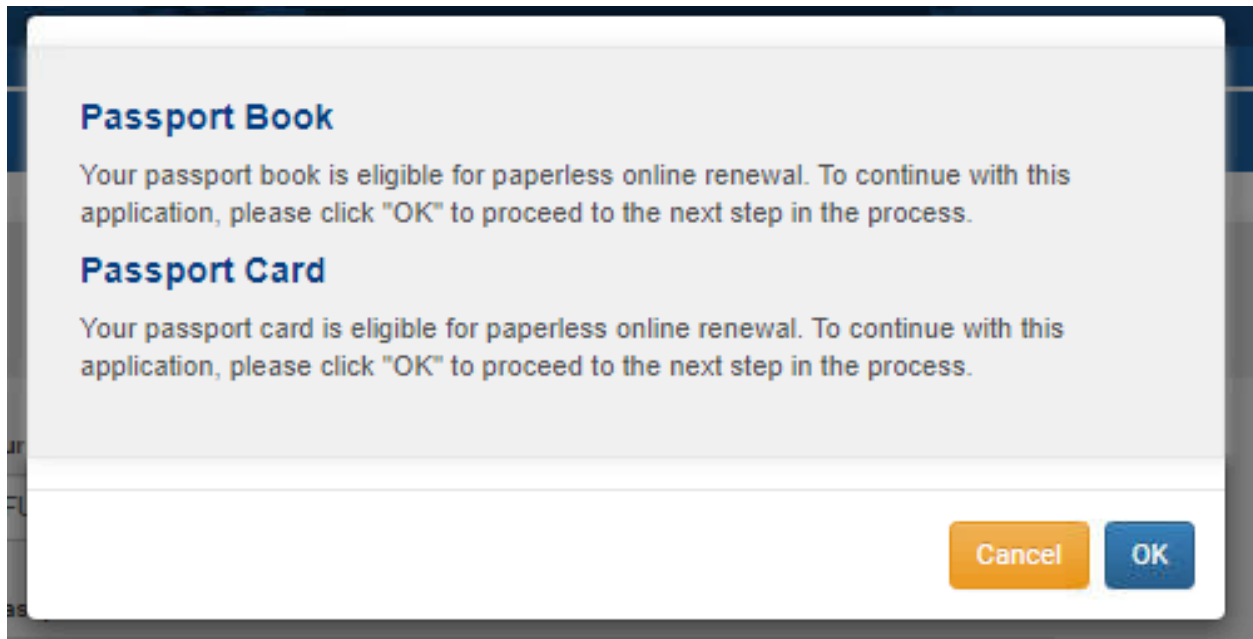 Passport Book
Your passport book is eligible for paperless online renewal. To continue with this
application, please click "OK" to proceed to the next step in the process.
Passport Card
Your passport card is eligible for paperless online renewal. To continue with this
application, please click "OK" to proceed to the next step in the process.
Cancel OK